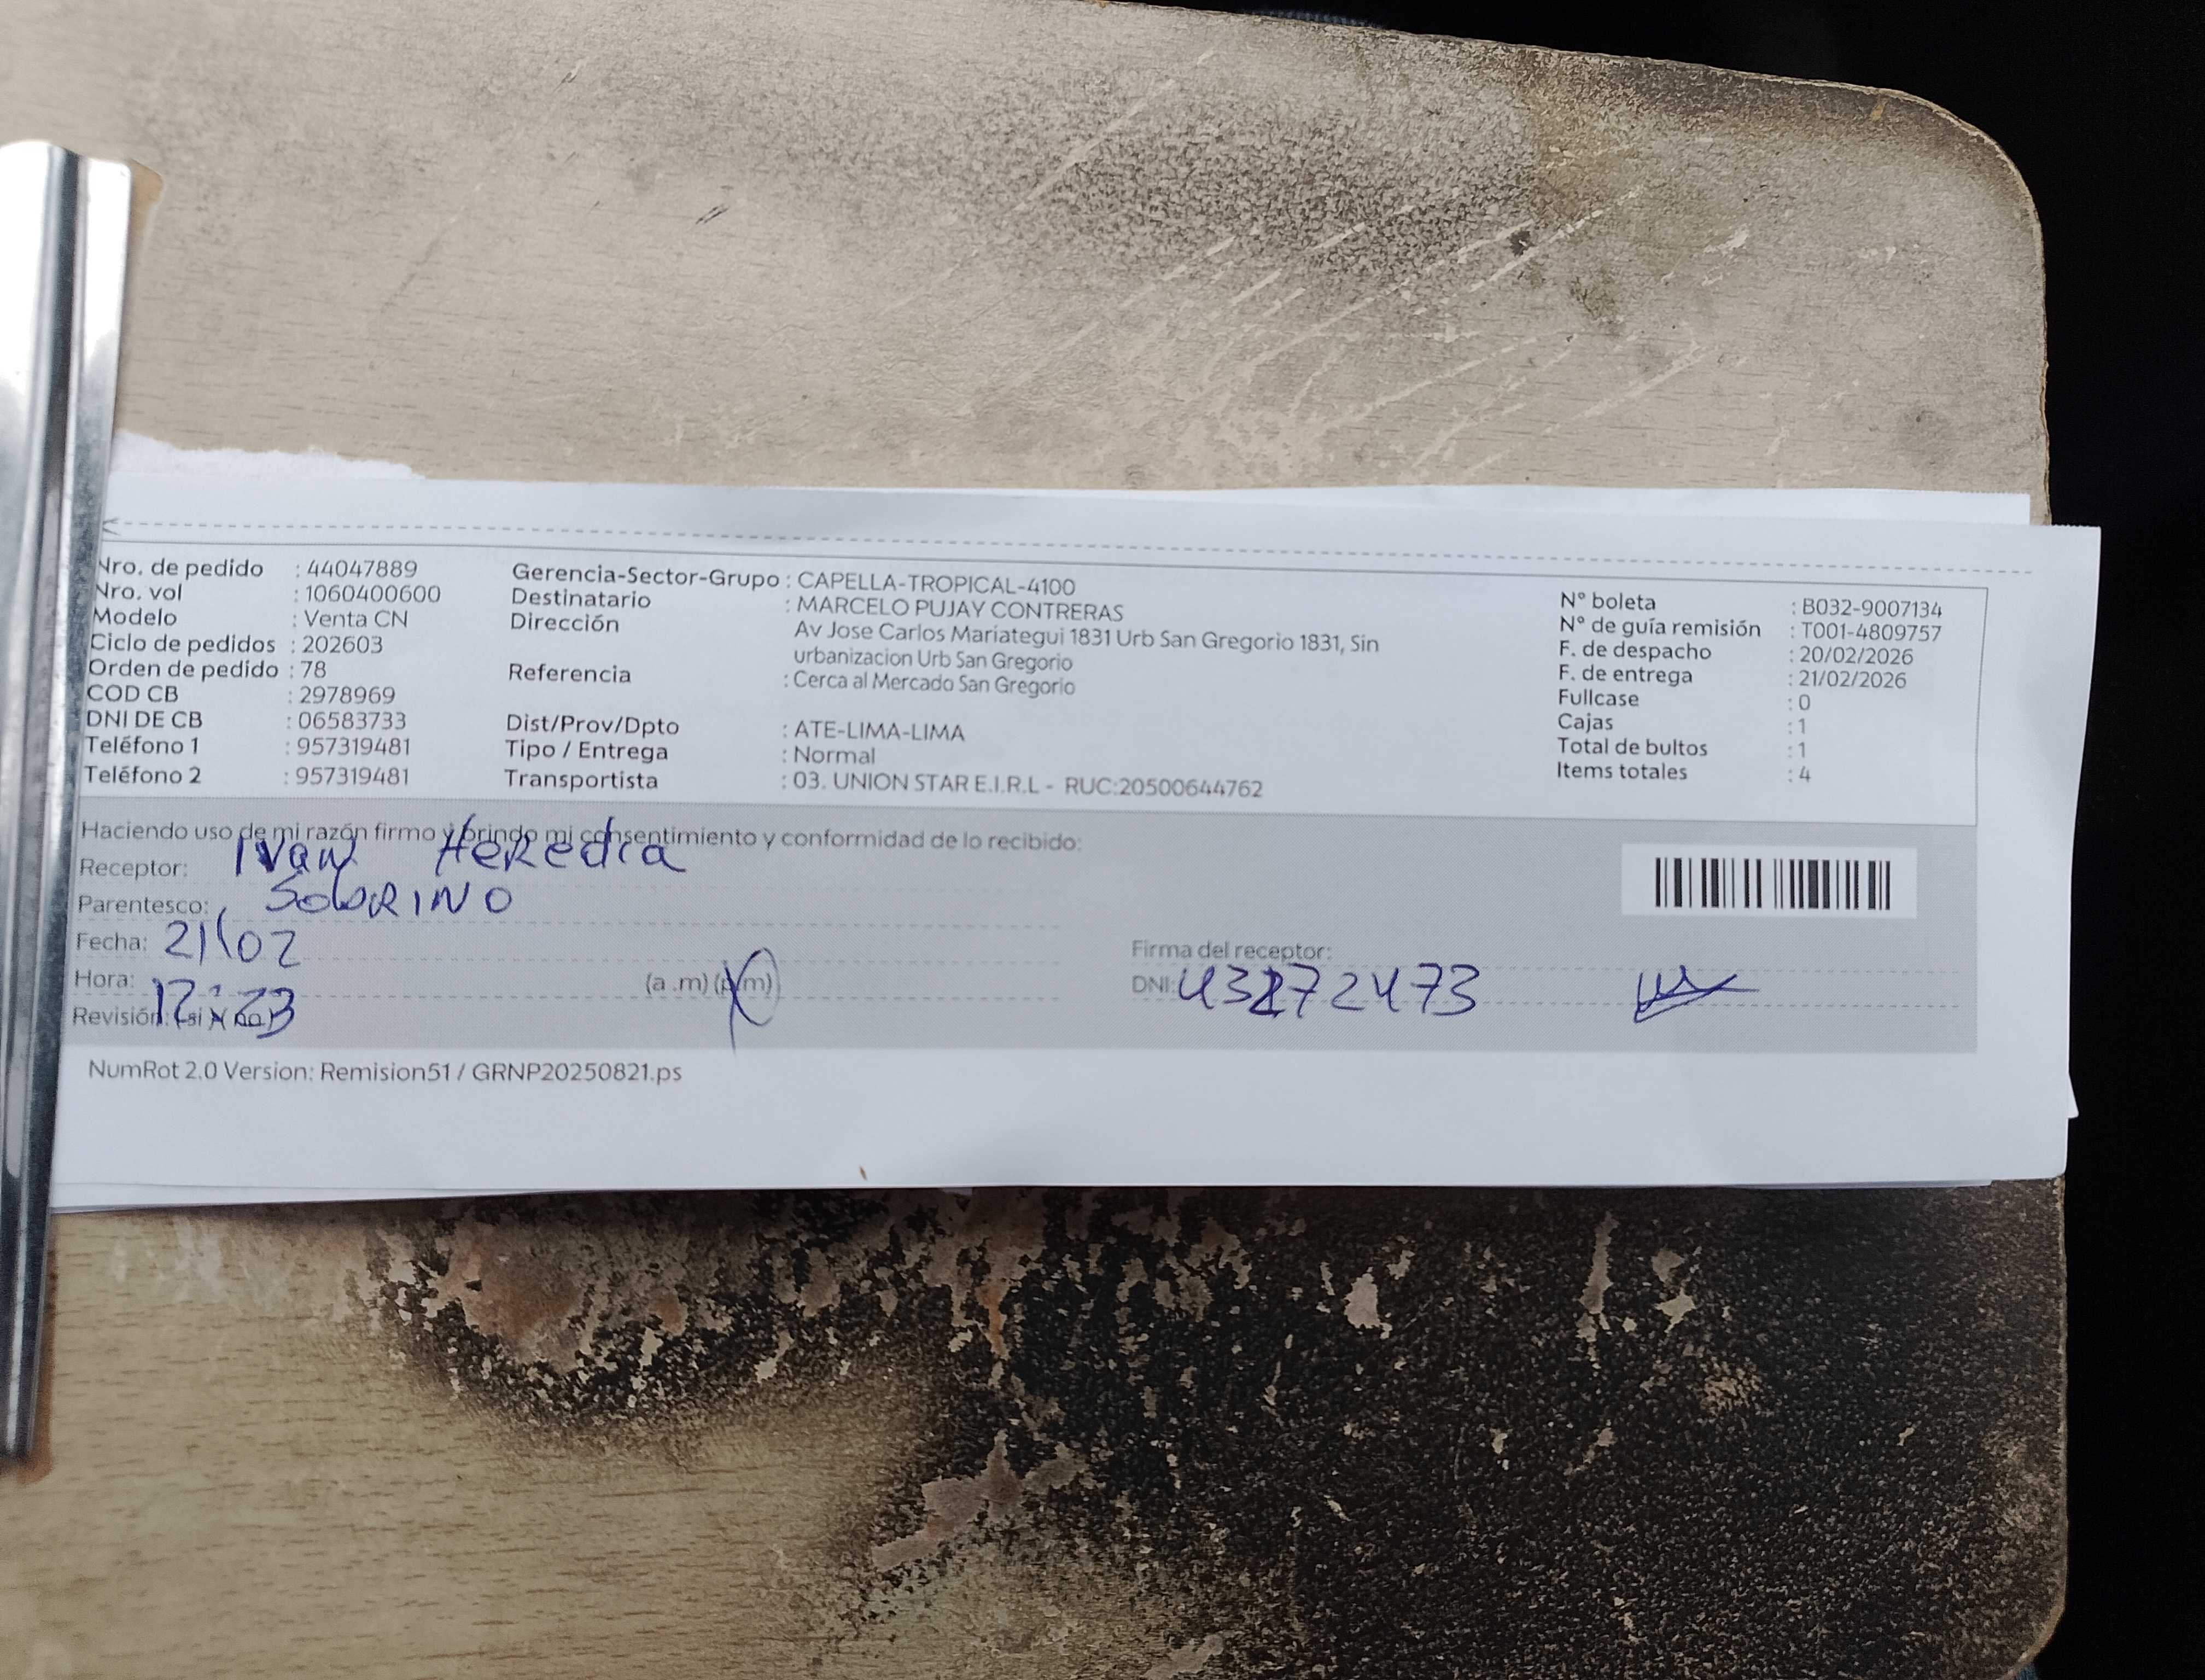 Nro. de pedido : 44047889
Nro. vol : 1060400600
Modelo : Venta CN
Ciclo de pedidos : 202603
Orden de pedido : 78
COD CB : 2978969
DNI DE CB : 06583733
Teléfono 1 : 957319481
Teléfono 2 : 957319481
Gerencia-Sector-Grupo : CAPELLA-TROPICAL-4100
Destinatario : MARCELO PUJAY CONTRERAS
Dirección Av Jose Carlos Mariategui 1831 Urb San Gregorio 1831, Sin
urbanizacion Urb San Gregorio
Referencia : Cerca al Mercado San Gregorio
Dist/Prov/Dpto : ATE-LIMA-LIMA
Tipo / Entrega : Normal
Transportista : 03. UNION STAR E.I.R.L - RUC:20500644762
N° boleta : B032-9007134
N° de guía remisión : T001-4809757
F. de despacho : 20/02/2026
F. de entrega : 21/02/2026
Fullcase : 0
Cajas : 1
Total de bultos : 1
Items totales : 4
Haciendo uso de mi razón firmo y brindo mi consentimiento y conformidad de lo recibido:
Receptor: Ivan Heredia
Parentesco: SobRINO
Fecha: 21/02
Hora: 12:23 (a .m) (p.m)
Revisión: (si) (no)
Firma del receptor:
DNI: 43272473
NumRot 2.0 Version: Remision51 / GRNP20250821.ps